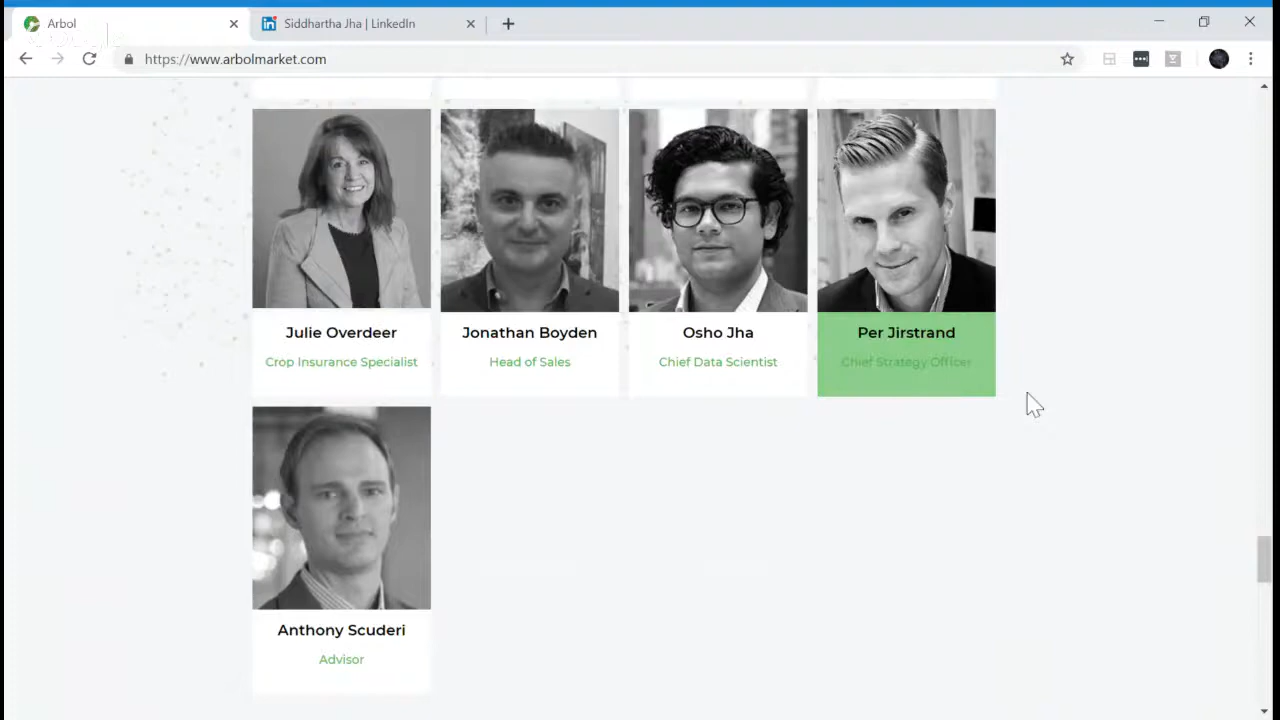 Arbol
Siddhartha Jha | LinkedIn
https://www.arbolmarket.com
Julie Overdeer
Crop Insurance Specialist
Jonathan Boyden
Head of Sales
Osho Jha
Chief Data Scientist
Per Jirstrand
Chief Strategy Officer
Anthony Scuderi
Advisor